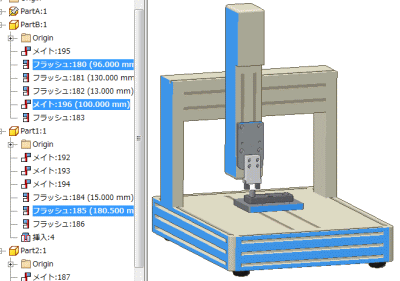 Origin
PartA:1
PartB:1
Origin
メイト:195
フラッシュ:180 (96.000 mm)
フラッシュ:181 (130.000 mm
フラッシュ:182 (13.000 mm)
メイト:196 (100.000 mm)
フラッシュ:183
Part1:1
Origin
メイト:192
メイト:193
メイト:194
フラッシュ:184 (15.000 mm)
フラッシュ:185 (180.500 m
フラッシュ:186
挿入:4
Part2:1
Origin
メイト:187